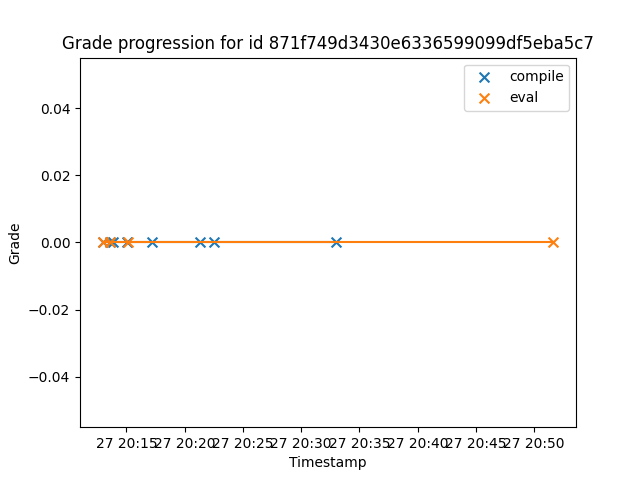 Grade progression for id 871f749d3430e6336599099df5eba5c7
compile
eval
0.04
0.02
0.00
−0.02
−0.04
Grade
27 20:15 27 20:20 27 20:25 27 20:30 27 20:35 27 20:40 27 20:45 27 20:50
Timestamp